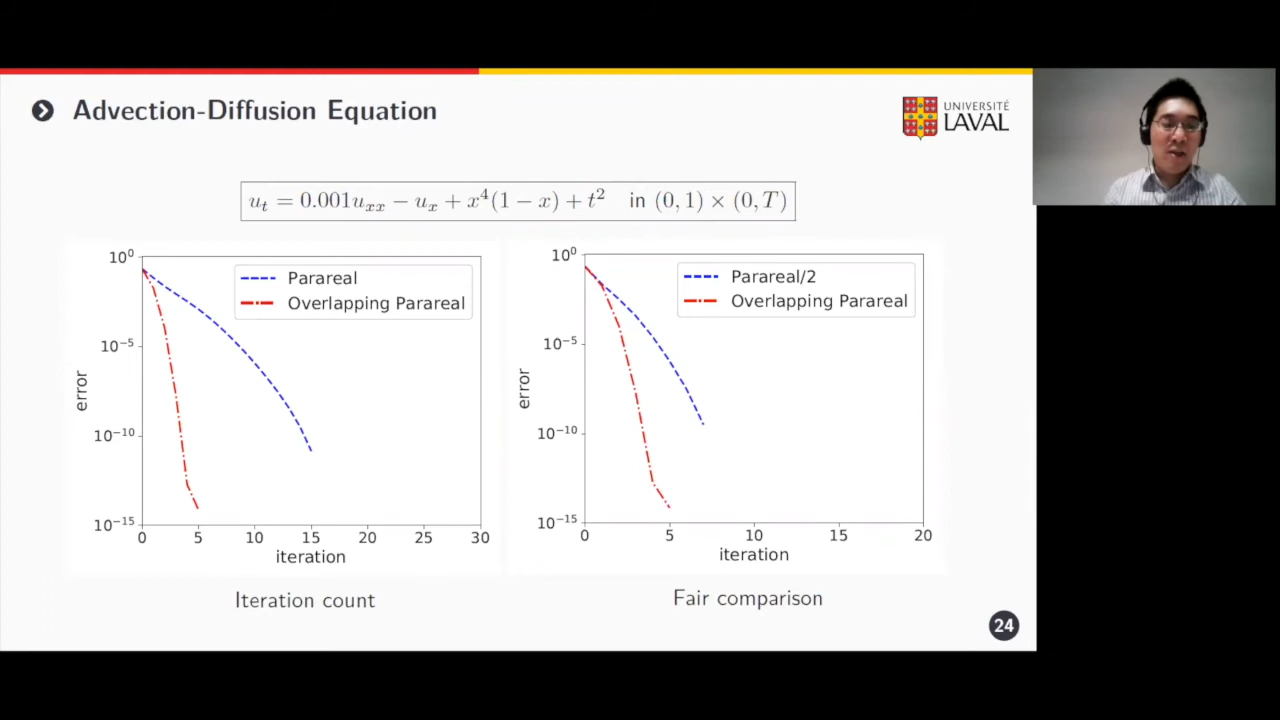 Advection-Diffusion Equation
UNIVERSITÉ
LAVAL
u_t = 0.001u_{xx} − u_x + x^4(1 − x) + t^2 in (0, 1) × (0, T)
10^0
10^{-5}
10^{-10}
10^{-15}
error
Parareal
Overlapping Parareal
0 5 10 15 20 25 30
iteration
Iteration count
10^0
10^{-5}
10^{-10}
10^{-15}
error
Parareal/2
Overlapping Parareal
0 5 10 15 20
iteration
Fair comparison
24